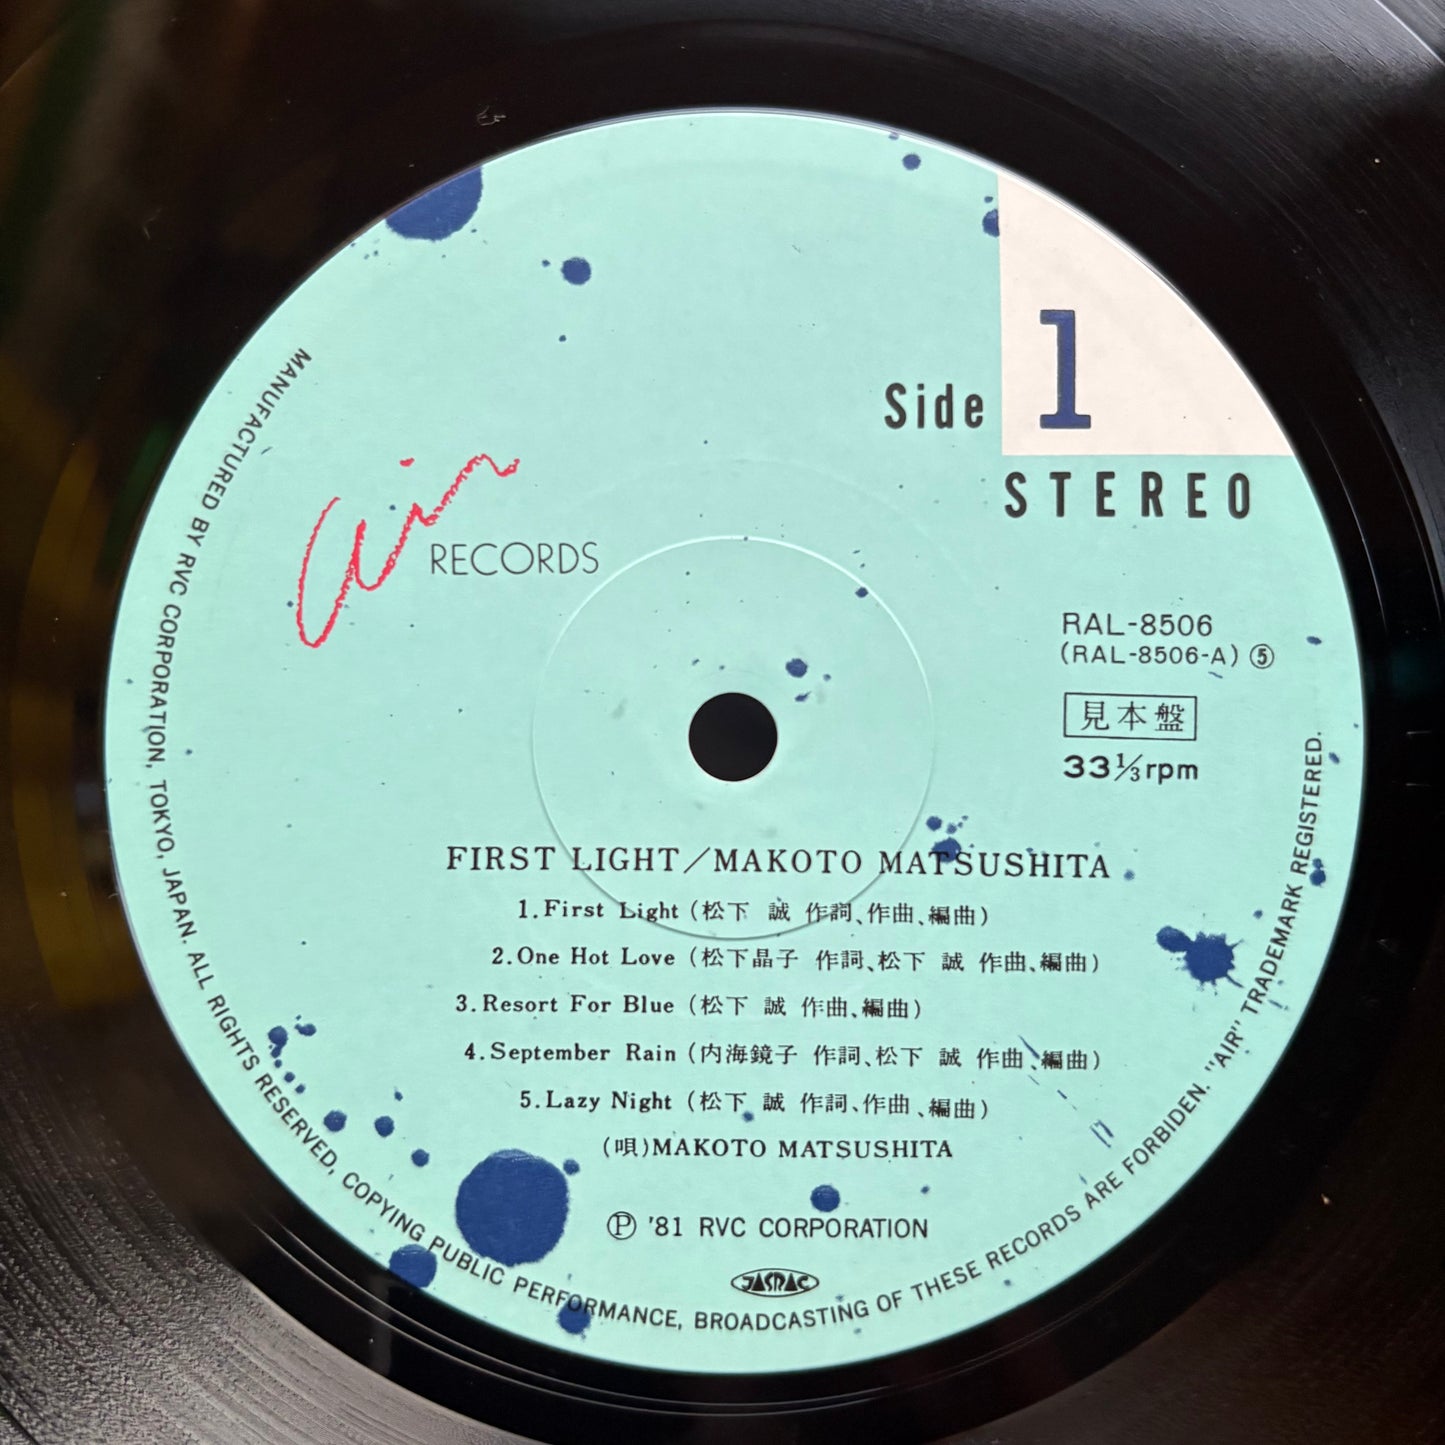 Side 1
STEREO
Air RECORDS
RAL-8506
(RAL-8506-A) ⑤
見本盤
33⅓rpm
FIRST LIGHT／MAKOTO MATSUSHITA
1.First Light (松下 誠 作詞、作曲、編曲)
2.One Hot Love (松下晶子 作詞、松下 誠 作曲、編曲)
3.Resort For Blue (松下 誠 作曲、編曲)
4.September Rain (内海鏡子 作詞、松下 誠 作曲、編曲)
5.Lazy Night (松下 誠 作詞、作曲、編曲)
(唄)MAKOTO MATSUSHITA
Ⓟ '81 RVC CORPORATION
JASRAC
MANUFACTURED BY RVC CORPORATION, TOKYO, JAPAN. ALL RIGHTS RESERVED, COPYING PUBLIC PERFORMANCE, BROADCASTING OF THESE RECORDS ARE FORBIDEN. "AIR" TRADEMARK REGISTERED.